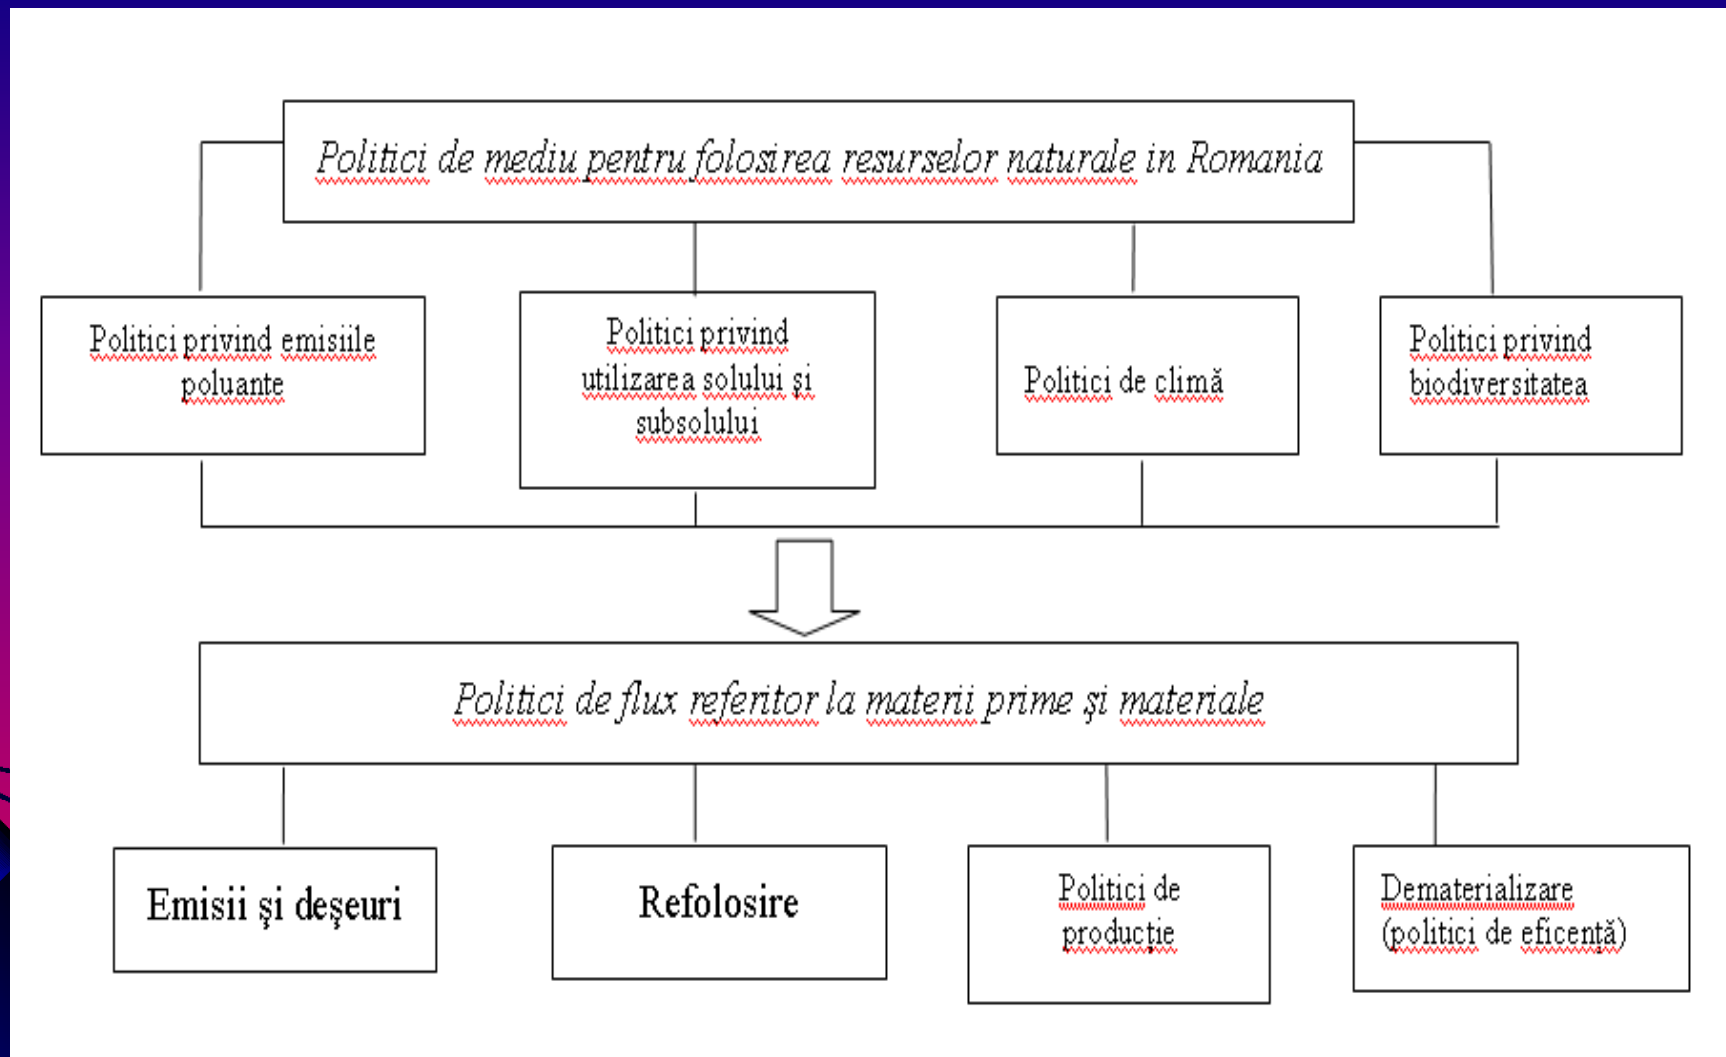 Politici de mediu pentru folosirea resurselor naturale in Romania
Politici privind emisiile
poluante
Politici privind
utilizarea solului şi
subsolului
Politici de climă
Politici privind
biodiversitatea
Politici de flux referitor la materii prime şi materiale
Emisii şi deşeuri
Refolosire
Politici de
producţie
Dematerializare
(politici de eficenţă)